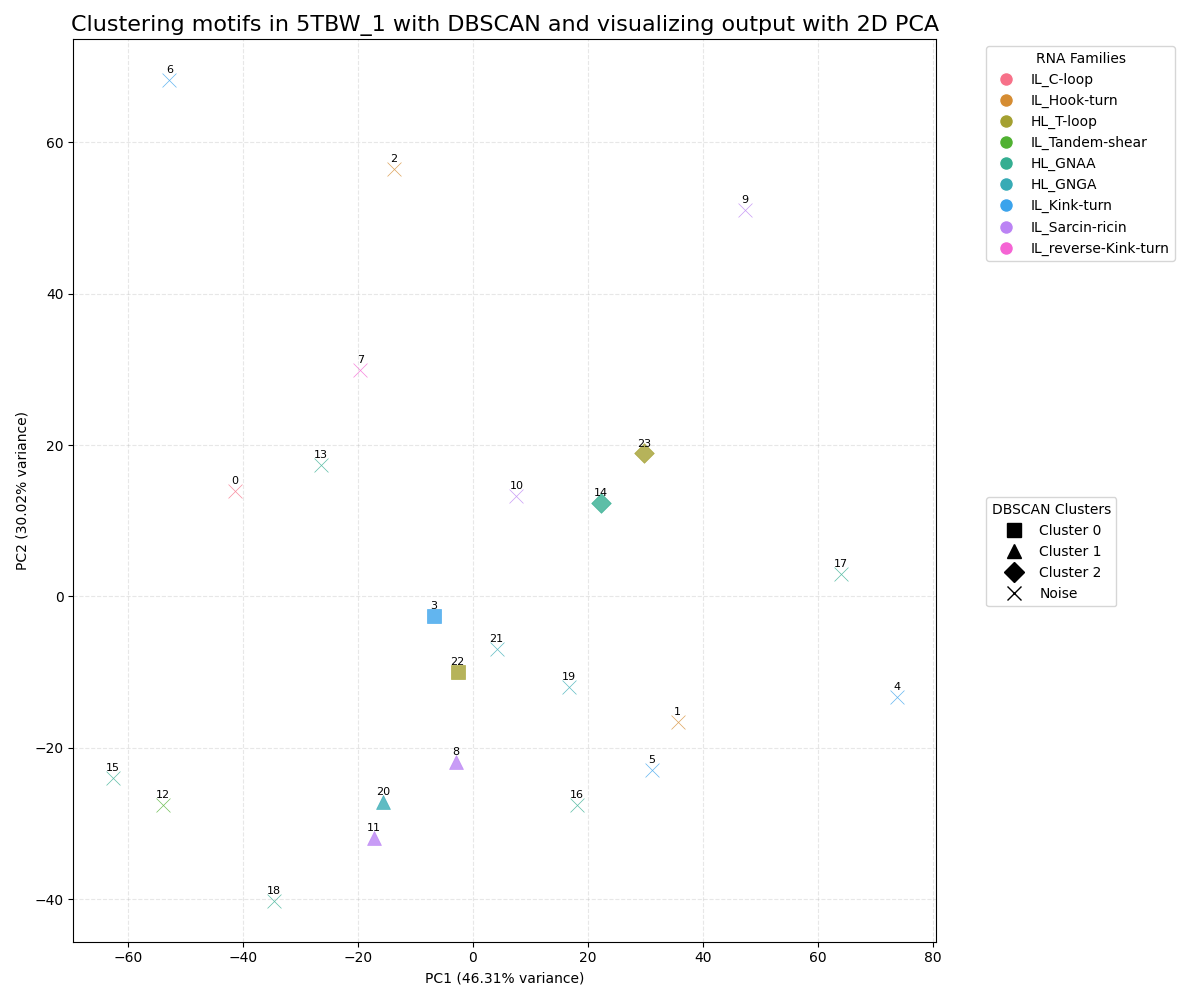 Clustering motifs in 5TBW_1 with DBSCAN and visualizing output with 2D PCA
RNA Families
IL_C-loop
IL_Hook-turn
HL_T-loop
IL_Tandem-shear
HL_GNAA
HL_GNGA
IL_Kink-turn
IL_Sarcin-ricin
IL_reverse-Kink-turn
DBSCAN Clusters
Cluster 0
Cluster 1
Cluster 2
Noise
PC2 (30.02% variance)
60
40
20
0
−20
−40
6
2
9
7
23
13
0
10
14
17
3
21
22
19
4
1
8
5
15
20
12
16
11
18
−60
−40
−20
0
20
40
60
80
PC1 (46.31% variance)